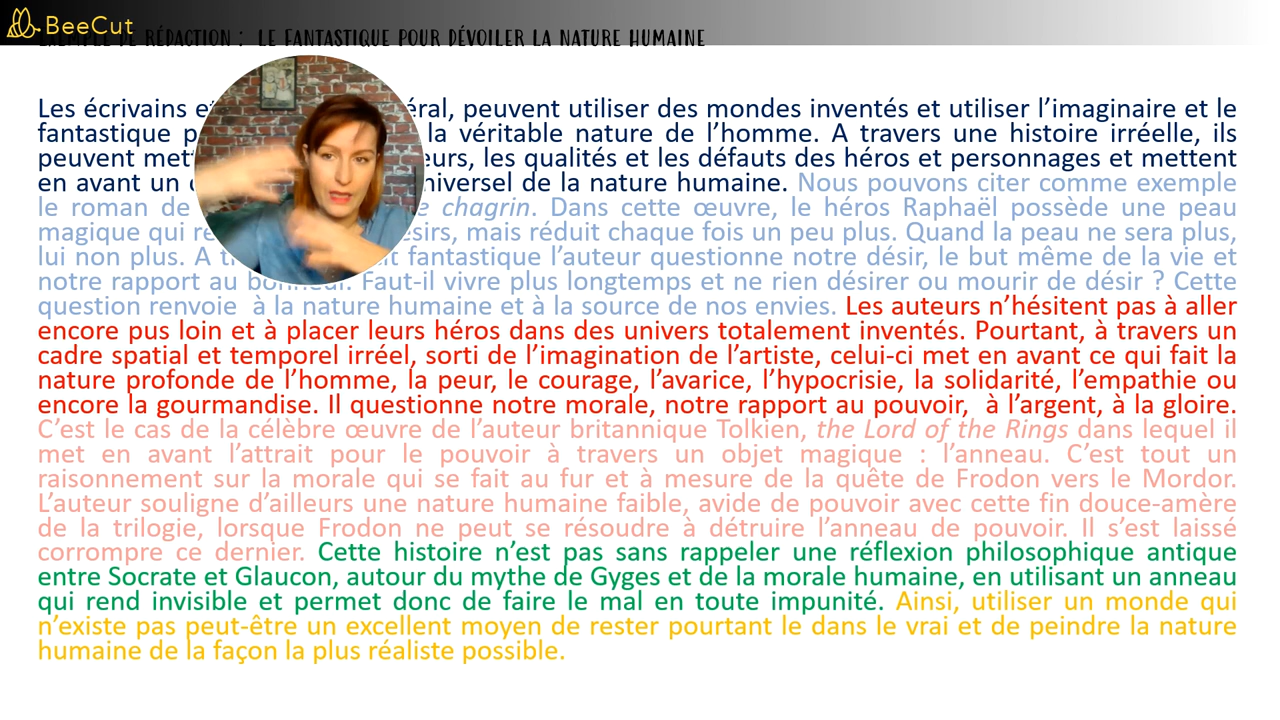 BeeCut
EXEMPLE DE RÉDACTION : LE FANTASTIQUE POUR DÉVOILER LA NATURE HUMAINE
Les écrivains peuvent utiliser des mondes inventés et utiliser l’imaginaire et le
fantastique la véritable nature de l’homme. A travers une histoire irréelle, ils
peuvent les qualités et les défauts des héros et personnages et mettent
en avant un de la nature humaine. Nous pouvons citer comme exemple
le roman de chagrin. Dans cette œuvre, le héros Raphaël possède une peau
magique qui mais réduit chaque fois un peu plus. Quand la peau ne sera plus,
lui non plus. A fantastique l’auteur questionne notre désir, le but même de la vie et
notre rapport au bonheur. Faut-il vivre plus longtemps et ne rien désirer ou mourir de désir ? Cette
question renvoie à la nature humaine et à la source de nos envies. Les auteurs n’hésitent pas à aller
encore pus loin et à placer leurs héros dans des univers totalement inventés. Pourtant, à travers un
cadre spatial et temporel irréel, sorti de l’imagination de l’artiste, celui-ci met en avant ce qui fait la
nature profonde de l’homme, la peur, le courage, l’avarice, l’hypocrisie, la solidarité, l’empathie ou
encore la gourmandise. Il questionne notre morale, notre rapport au pouvoir, à l’argent, à la gloire.
C’est le cas de la célèbre œuvre de l’auteur britannique Tolkien, the Lord of the Rings dans lequel il
met en avant l’attrait pour le pouvoir à travers un objet magique : l’anneau. C’est tout un
raisonnement sur la morale qui se fait au fur et à mesure de la quête de Frodon vers le Mordor.
L’auteur souligne d’ailleurs une nature humaine faible, avide de pouvoir avec cette fin douce-amère
de la trilogie, lorsque Frodon ne peut se résoudre à détruire l’anneau de pouvoir. Il s’est laissé
corrompre ce dernier. Cette histoire n’est pas sans rappeler une réflexion philosophique antique
entre Socrate et Glaucon, autour du mythe de Gyges et de la morale humaine, en utilisant un anneau
qui rend invisible et permet donc de faire le mal en toute impunité. Ainsi, utiliser un monde qui
n’existe pas peut-être un excellent moyen de rester pourtant le dans le vrai et de peindre la nature
humaine de la façon la plus réaliste possible.